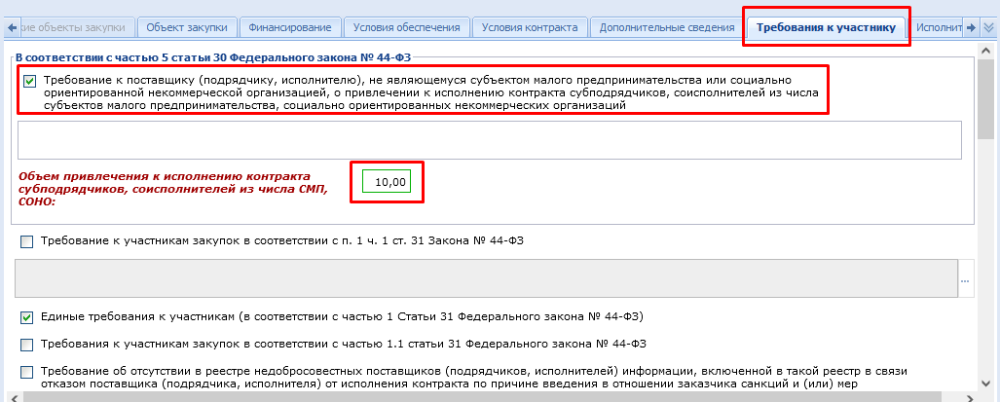 кие объекты закупки
Объект закупки
Финансирование
Условия обеспечения
Условия контракта
Дополнительные сведения
Требования к участнику
Исполнит
В соответствии с частью 5 статьи 30 Федерального закона № 44-ФЗ
Требование к поставщику (подрядчику, исполнителю), не являющемуся субъектом малого предпринимательства или социально
ориентированной некоммерческой организацией, о привлечении к исполнению контракта субподрядчиков, соисполнителей из числа
субъектов малого предпринимательства, социально ориентированных некоммерческих организаций
Объем привлечения к исполнению контракта
субподрядчиков, соисполнителей из числа СМП,
СОНО:
10,00
Требование к участникам закупок в соответствии с п. 1 ч. 1 ст. 31 Закона № 44-ФЗ
...
Единые требования к участникам (в соответствии с частью 1 Статьи 31 Федерального закона № 44-ФЗ)
Требования к участникам закупок в соответствии с частью 1.1 статьи 31 Федерального закона № 44-ФЗ
Требование об отсутствии в реестре недобросовестных поставщиков (подрядчиков, исполнителей) информации, включенной в такой реестр в связи
отказом поставщика (подрядчика, исполнителя) от исполнения контракта по причине введения в отношении заказчика санкций и (или) мер